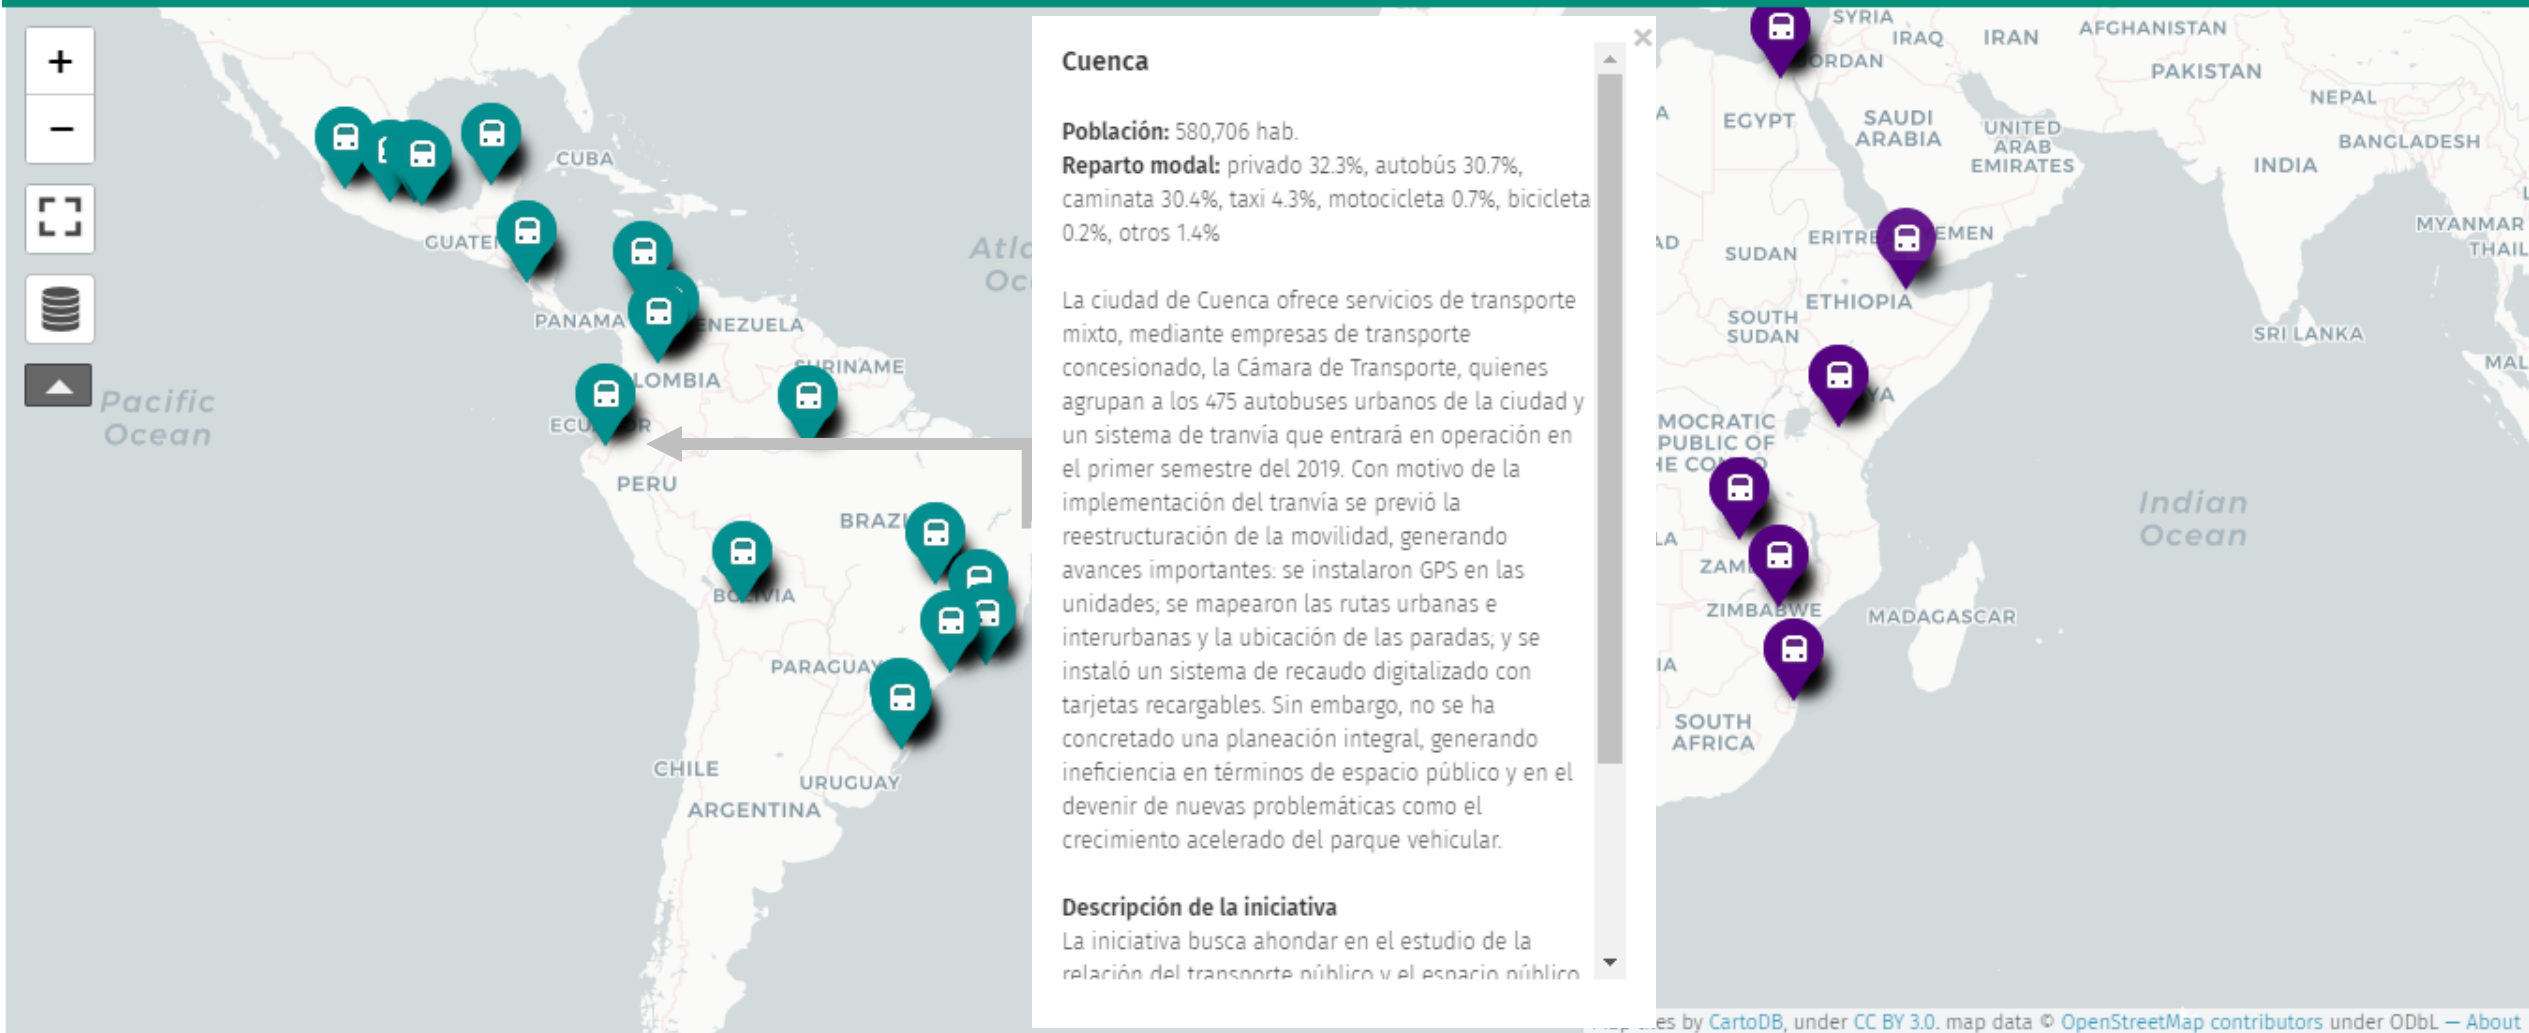 +
−
Cuenca
Población: 580,706 hab.
Reparto modal: privado 32.3%, autobús 30.7%,
caminata 30.4%, taxi 4.3%, motocicleta 0.7%, bicicleta
0.2%, otros 1.4%
La ciudad de Cuenca ofrece servicios de transporte
mixto, mediante empresas de transporte
concesionado, la Cámara de Transporte, quienes
agrupan a los 475 autobuses urbanos de la ciudad y
un sistema de tranvía que entrará en operación en
el primer semestre del 2019. Con motivo de la
implementación del tranvía se previó la
reestructuración de la movilidad, generando
avances importantes: se instalaron GPS en las
unidades; se mapearon las rutas urbanas e
interurbanas y la ubicación de las paradas; y se
instaló un sistema de recaudo digitalizado con
tarjetas recargables. Sin embargo, no se ha
concretado una planeación integral, generando
ineficiencia en términos de espacio público y en el
devenir de nuevas problemáticas como el
crecimiento acelerado del parque vehicular.
Descripción de la iniciativa
La iniciativa busca ahondar en el estudio de la
relación del transporte público y el espacio público
×
CUBA
PANAMA
SURINAME
Pacific
Ocean
PERU
BOLIVIA
PARAGUAY
CHILE
URUGUAY
ARGENTINA
SYRIA
IRAQ
IRAN
AFGHANISTAN
PAKISTAN
NEPAL
EGYPT
SAUDI
ARABIA
UNITED
ARAB
EMIRATES
INDIA
BANGLADESH
MYANMAR
SUDAN
ETHIOPIA
SOUTH
SUDAN
SRI LANKA
Indian
Ocean
ZIMBABWE
MADAGASCAR
SOUTH
AFRICA
by CartoDB, under CC BY 3.0. map data © OpenStreetMap contributors under ODbL — About